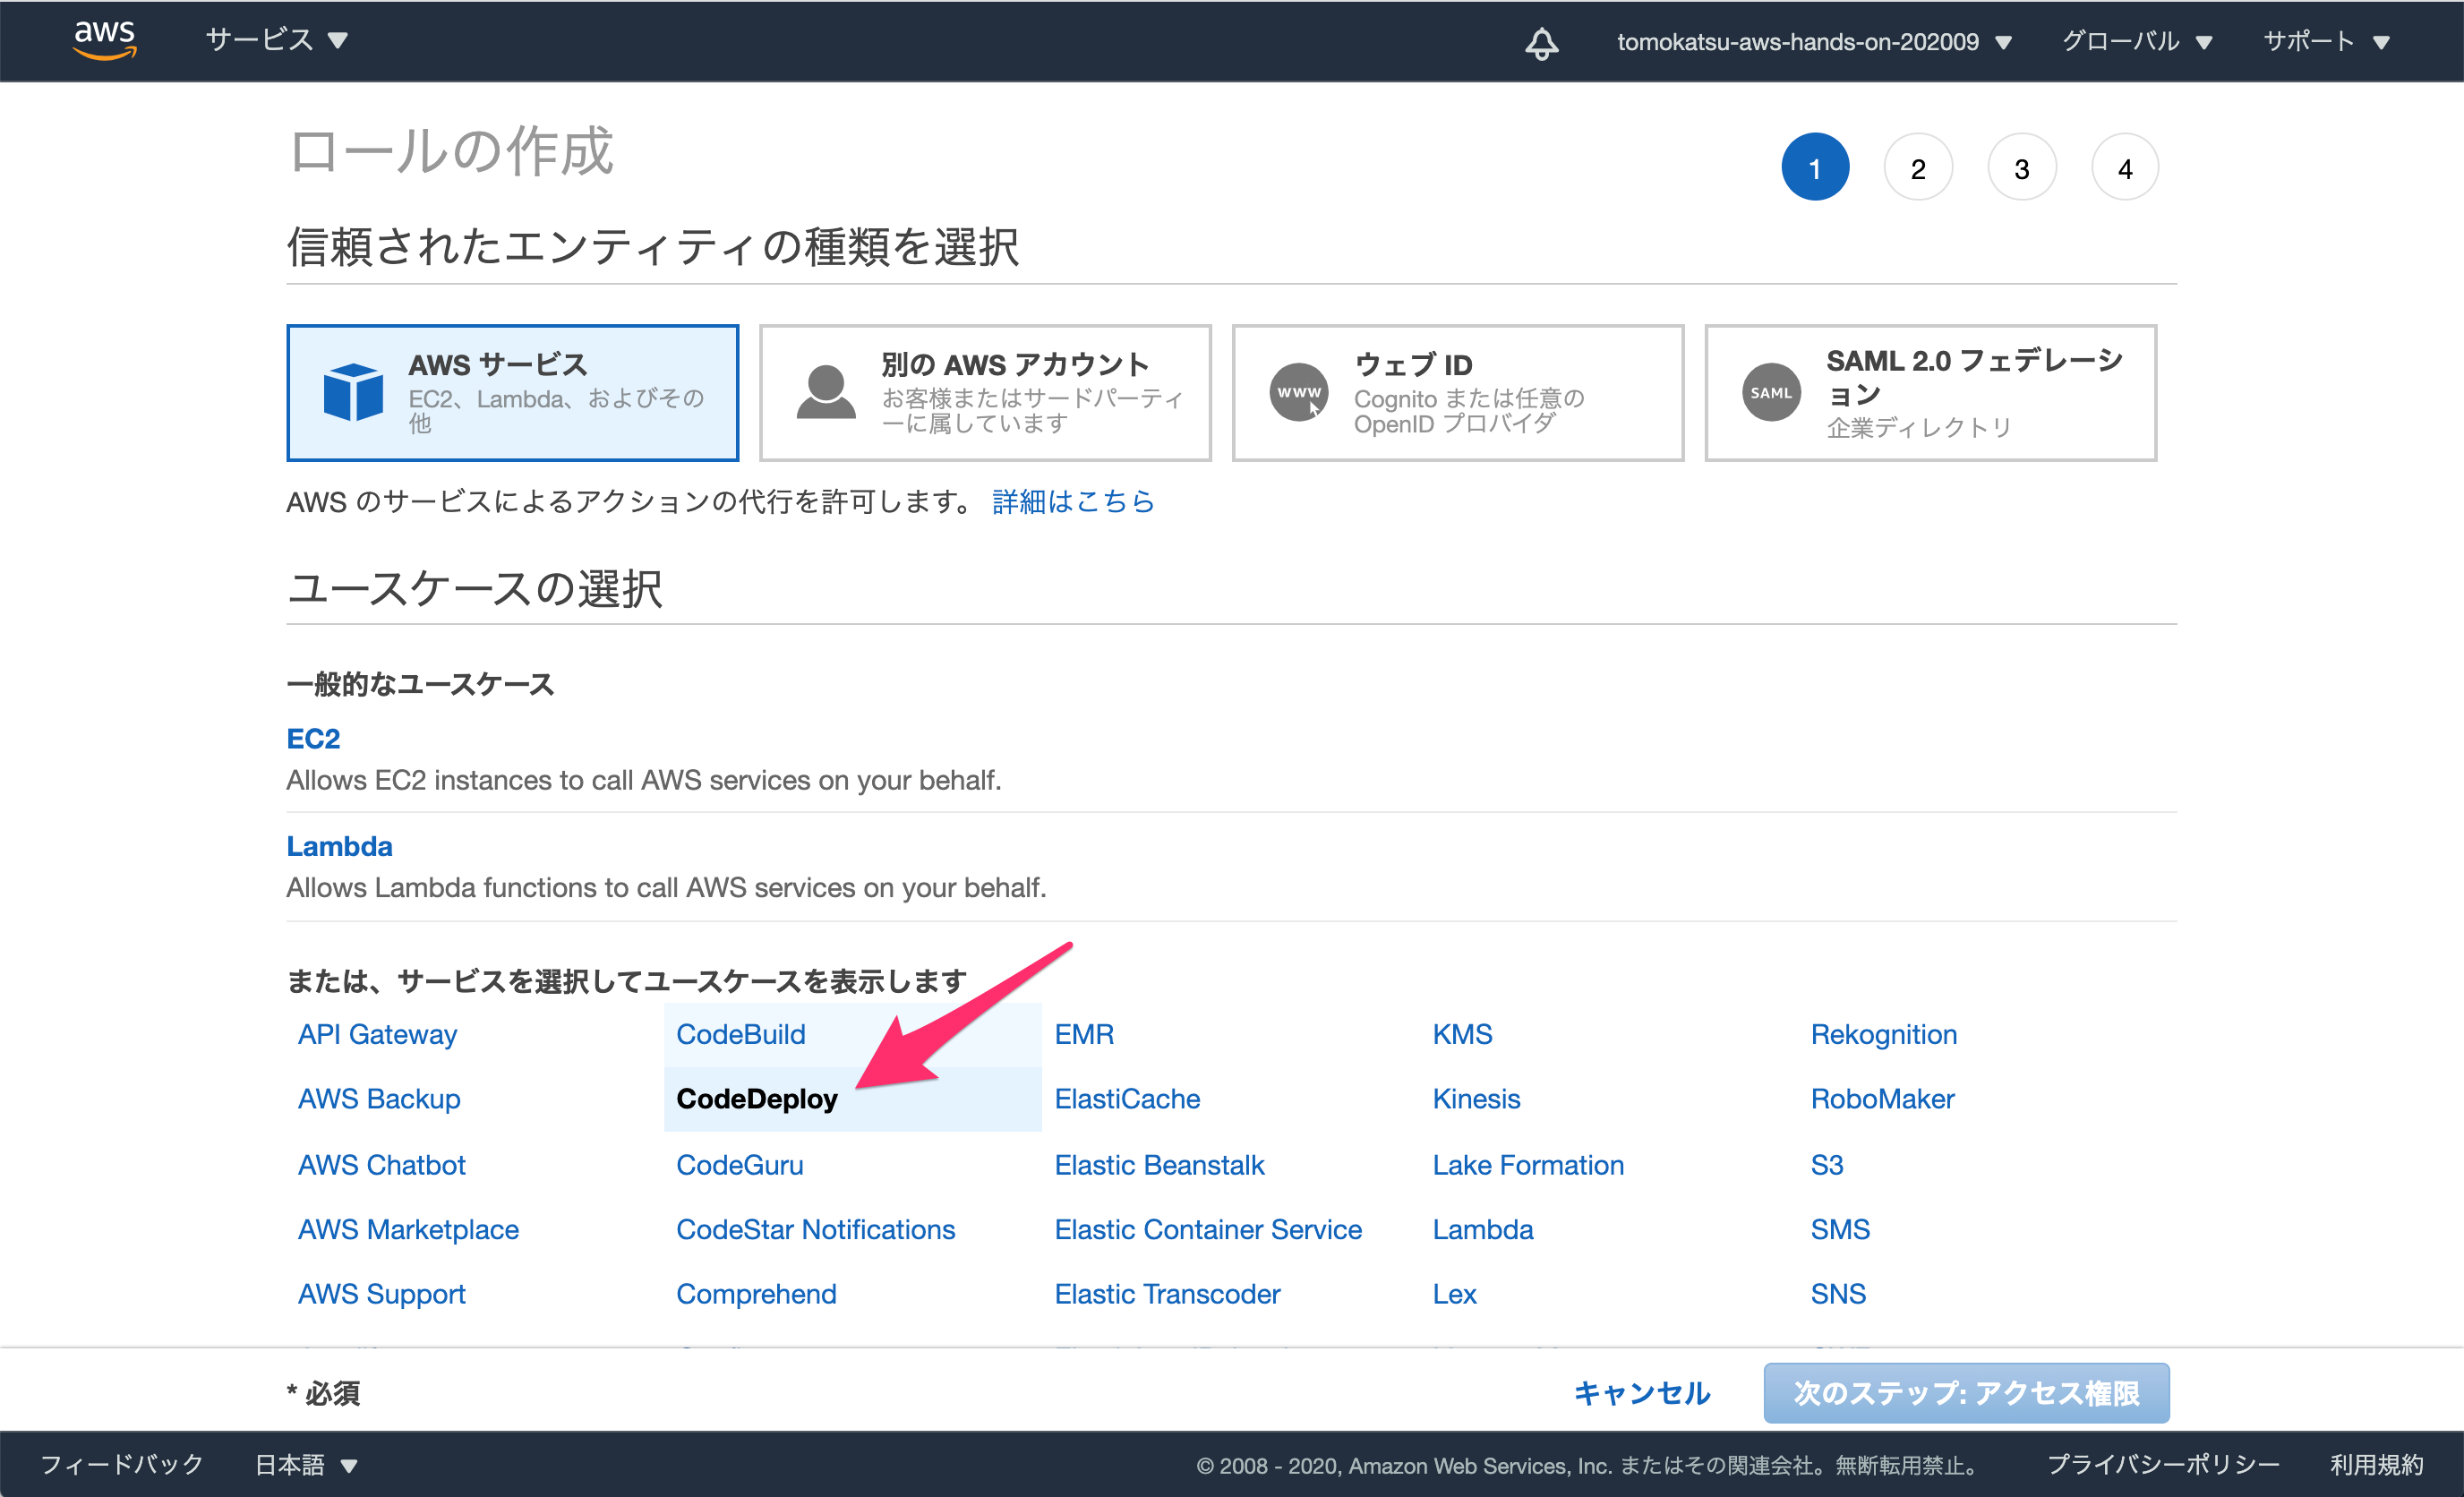 aws サービス ▼ tomokatsu-aws-hands-on-202009 ▼ グローバル ▼ サポート ▼
ロールの作成
1 2 3 4
信頼されたエンティティの種類を選択
AWS サービス
EC2、Lambda、およびその
他
別の AWS アカウント
お客様またはサードパーティ
ーに属しています
WWW
ウェブ ID
Cognito または任意の
OpenID プロバイダ
SAML
SAML 2.0 フェデレーシ
ョン
企業ディレクトリ
AWS のサービスによるアクションの代行を許可します。 詳細はこちら
ユースケースの選択
一般的なユースケース
EC2
Allows EC2 instances to call AWS services on your behalf.
Lambda
Allows Lambda functions to call AWS services on your behalf.
または、サービスを選択してユースケースを表示します
API Gateway CodeBuild EMR KMS Rekognition
AWS Backup CodeDeploy ElastiCache Kinesis RoboMaker
AWS Chatbot CodeGuru Elastic Beanstalk Lake Formation S3
AWS Marketplace CodeStar Notifications Elastic Container Service Lambda SMS
AWS Support Comprehend Elastic Transcoder Lex SNS
* 必須 キャンセル 次のステップ: アクセス権限
フィードバック 日本語 ▼ © 2008 - 2020, Amazon Web Services, Inc. またはその関連会社。無断転用禁止。 プライバシーポリシー 利用規約